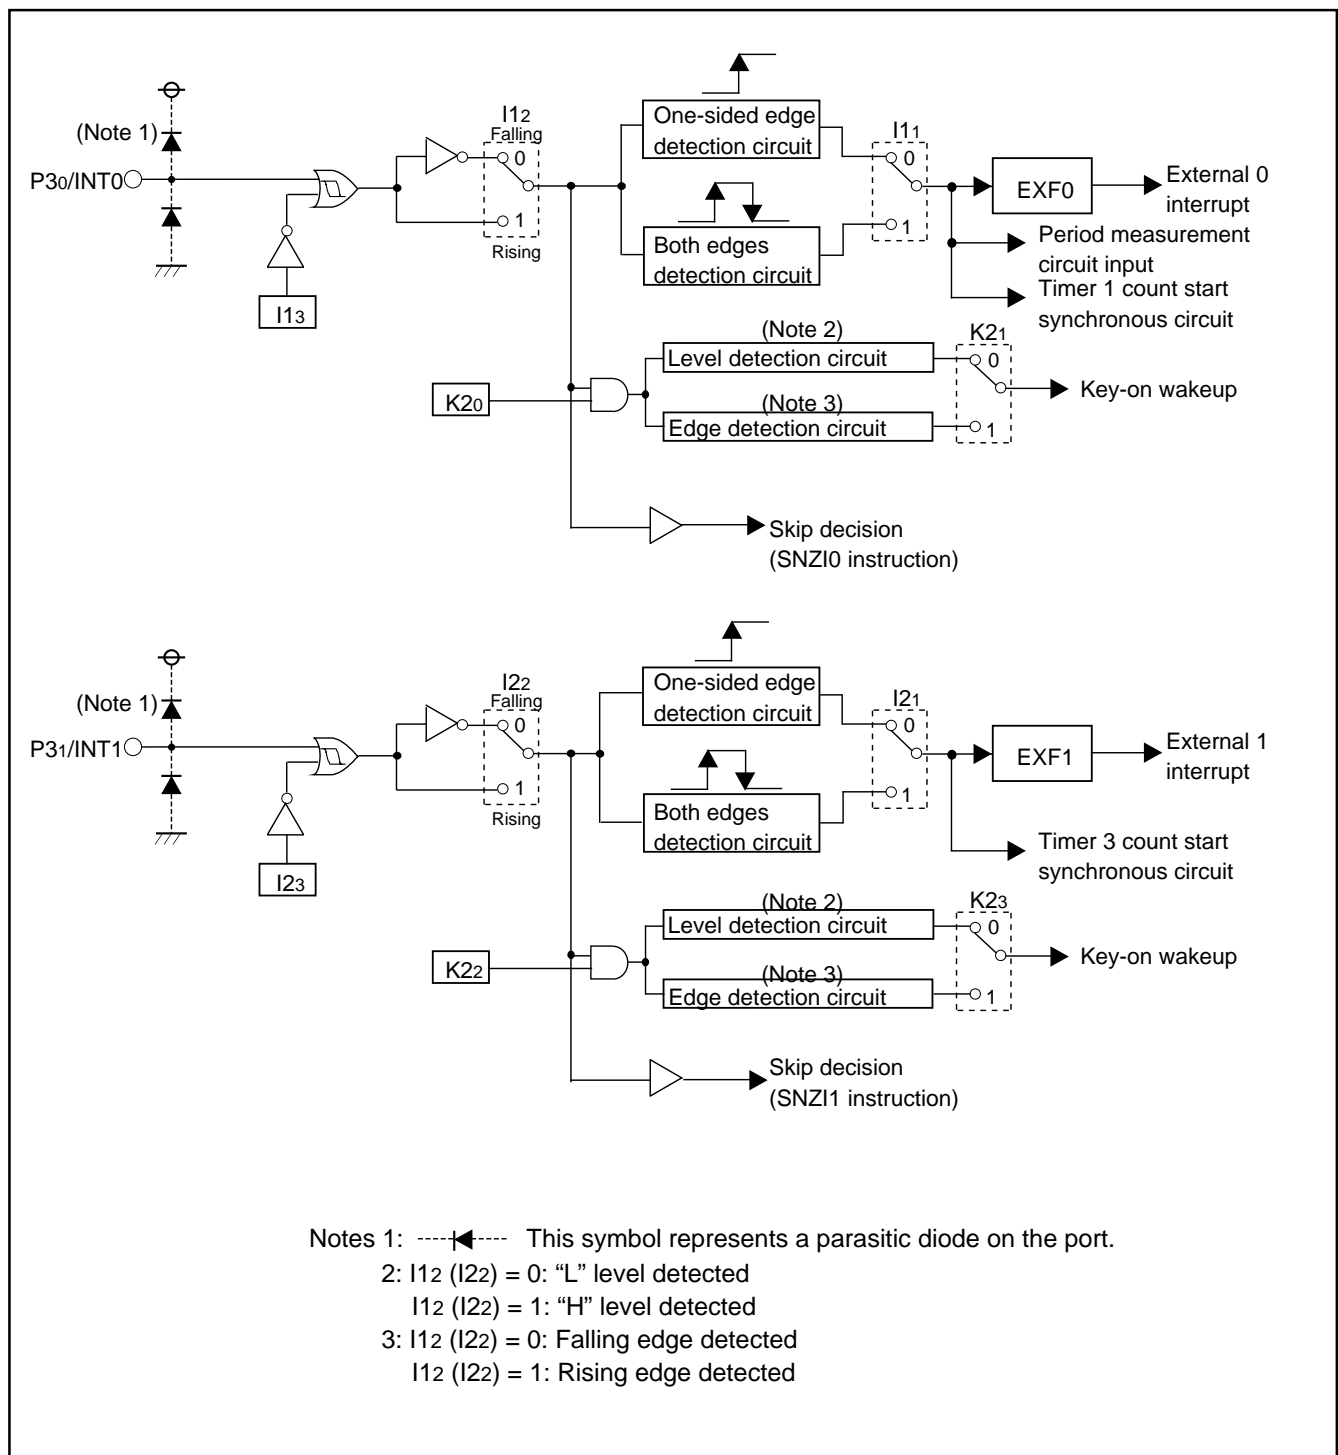 I12
Falling
0
1
Rising
(Note 1)
P30/INT0
I13
One-sided edge
detection circuit
Both edges
detection circuit
I11
0
1
EXF0
External 0
interrupt
Period measurement
circuit input
Timer 1 count start
synchronous circuit
(Note 2)
Level detection circuit
K20
(Note 3)
Edge detection circuit
K21
0
1
Key-on wakeup
Skip decision
(SNZI0 instruction)
I22
Falling
0
1
Rising
(Note 1)
P31/INT1
I23
One-sided edge
detection circuit
Both edges
detection circuit
I21
0
1
EXF1
External 1
interrupt
Timer 3 count start
synchronous circuit
(Note 2)
Level detection circuit
K22
(Note 3)
Edge detection circuit
K23
0
1
Key-on wakeup
Skip decision
(SNZI1 instruction)
Notes 1: This symbol represents a parasitic diode on the port.
2: I12 (I22) = 0: “L” level detected
I12 (I22) = 1: “H” level detected
3: I12 (I22) = 0: Falling edge detected
I12 (I22) = 1: Rising edge detected